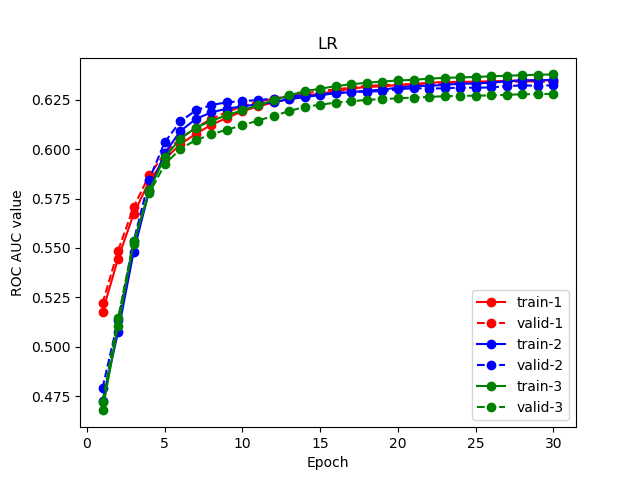 LR
ROC AUC value
0.625
0.600
0.575
0.550
0.525
0.500
0.475
0
5
10
15
20
25
30
Epoch
train-1
valid-1
train-2
valid-2
train-3
valid-3